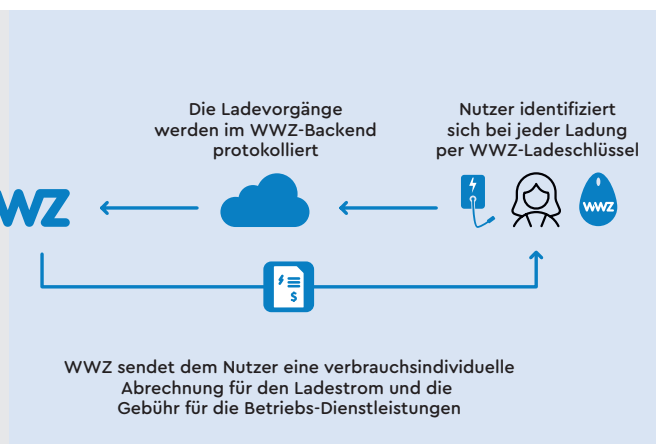 Die Ladevorgänge
werden im WWZ-Backend
protokolliert
Nutzer identifiziert
sich bei jeder Ladung
per WWZ-Ladeschlüssel
WWZ
wwz
$
WWZ sendet dem Nutzer eine verbrauchsindividuelle
Abrechnung für den Ladestrom und die
Gebühr für die Betriebs-Dienstleistungen